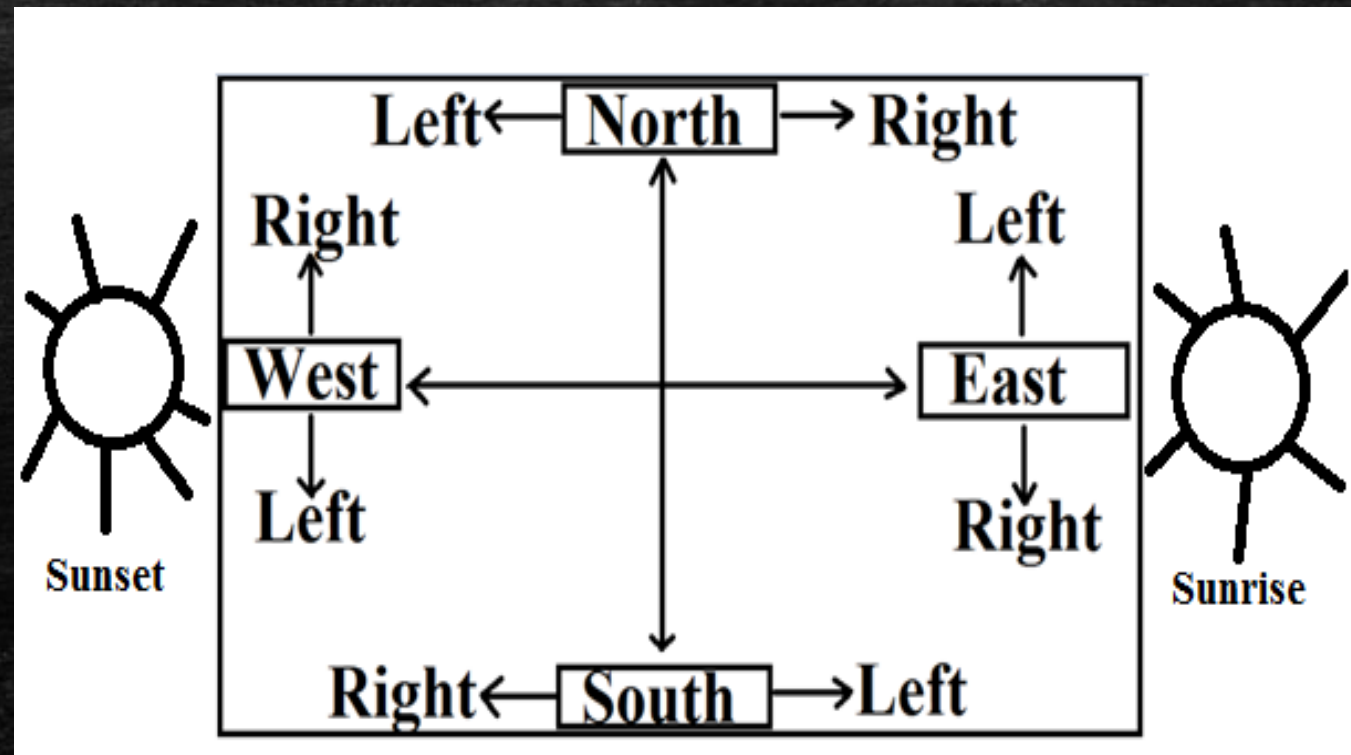 Left North Right
Right Left
West East
Left Right
Sunset Sunrise
Right South Left